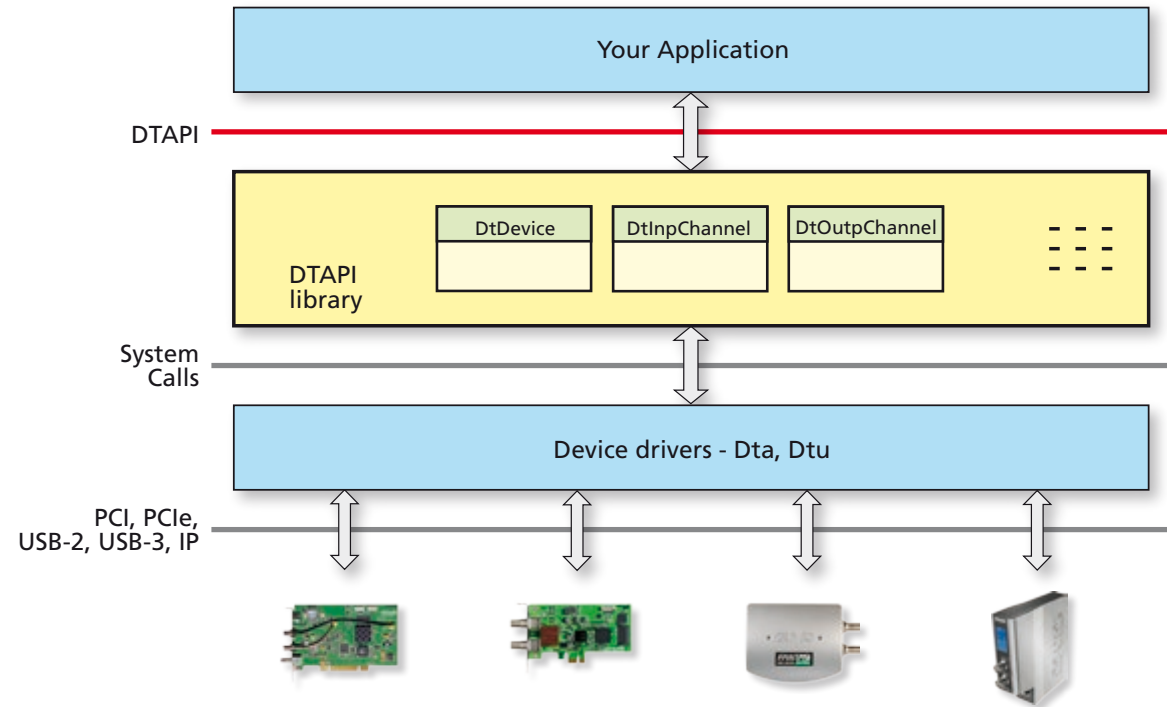 Your Application
DTAPI
DtDevice
DtInpChannel
DtOutpChannel
DTAPI
library
System
Calls
Device drivers - Dta, Dtu
PCI, PCIe,
USB-2, USB-3, IP